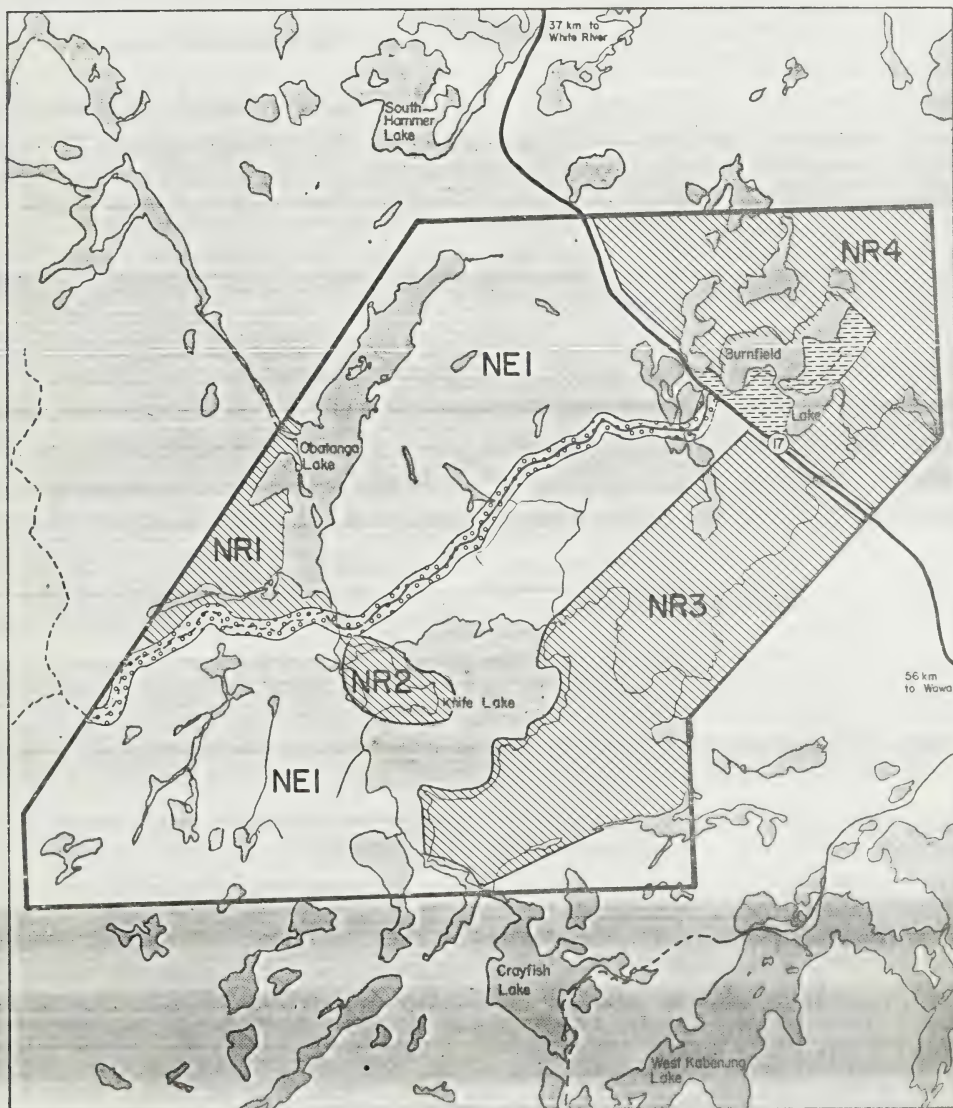 37 km to
White River
South
Hammer
Lake
NR4
NE1
Burnfield
Lake
17
Obatanga
Lake
NR1
NR3
NR2
Knife Lake
56 km
to Wawa
NE1
Crayfish
Lake
West Kabenung
Lake